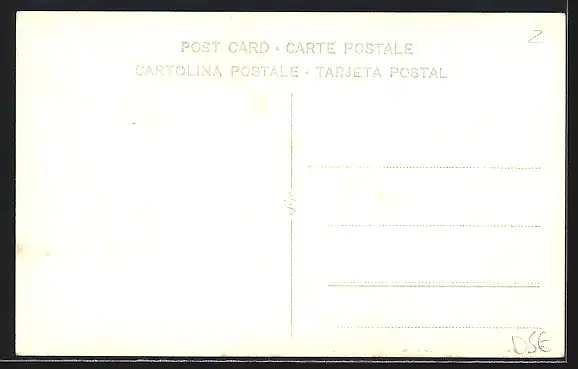 2
POST CARD · CARTE POSTALE
CARTOLINA POSTALE · TARJETA POSTAL
DSE